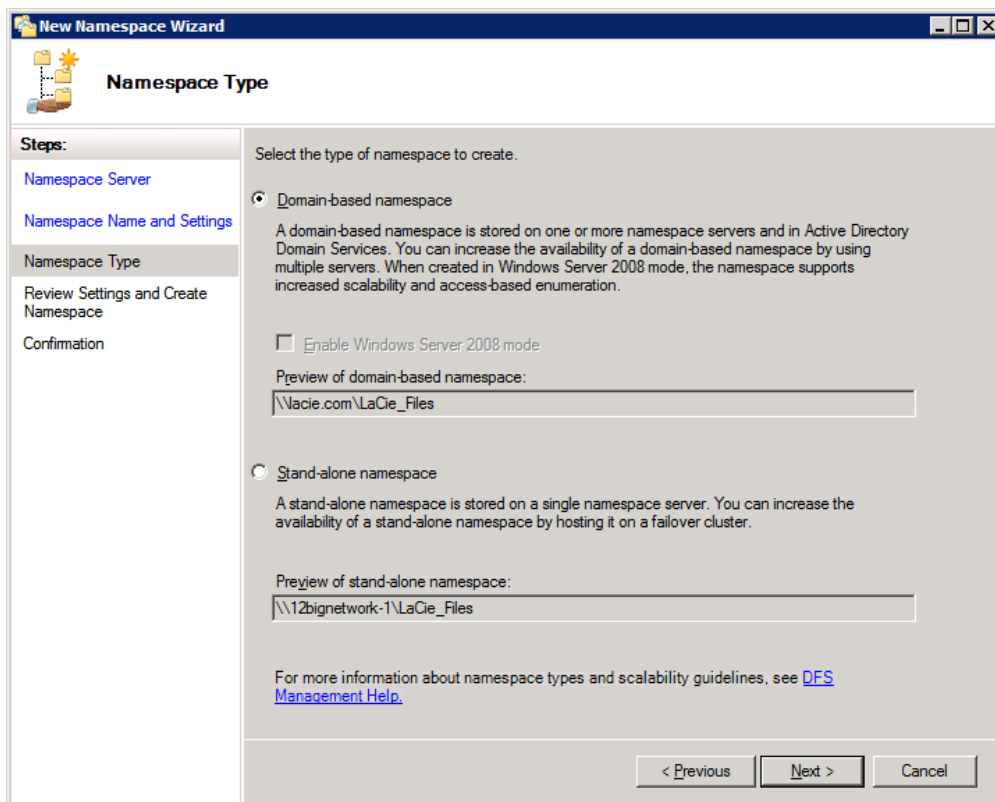 New Namespace Wizard
Namespace Type
Steps:
Namespace Server
Namespace Name and Settings
Namespace Type
Review Settings and Create
Namespace
Confirmation
Select the type of namespace to create.
Domain-based namespace
A domain-based namespace is stored on one or more namespace servers and in Active Directory
Domain Services. You can increase the availability of a domain-based namespace by using
multiple servers. When created in Windows Server 2008 mode, the namespace supports
increased scalability and access-based enumeration.
Enable Windows Server 2008 mode
Preview of domain-based namespace:
\\lacie.com\LaCie_Files
Stand-alone namespace
A stand-alone namespace is stored on a single namespace server. You can increase the
availability of a stand-alone namespace by hosting it on a failover cluster.
Preview of stand-alone namespace:
\\12bignetwork-1\LaCie_Files
For more information about namespace types and scalability guidelines, see DFS
Management Help.
< Previous
Next >
Cancel